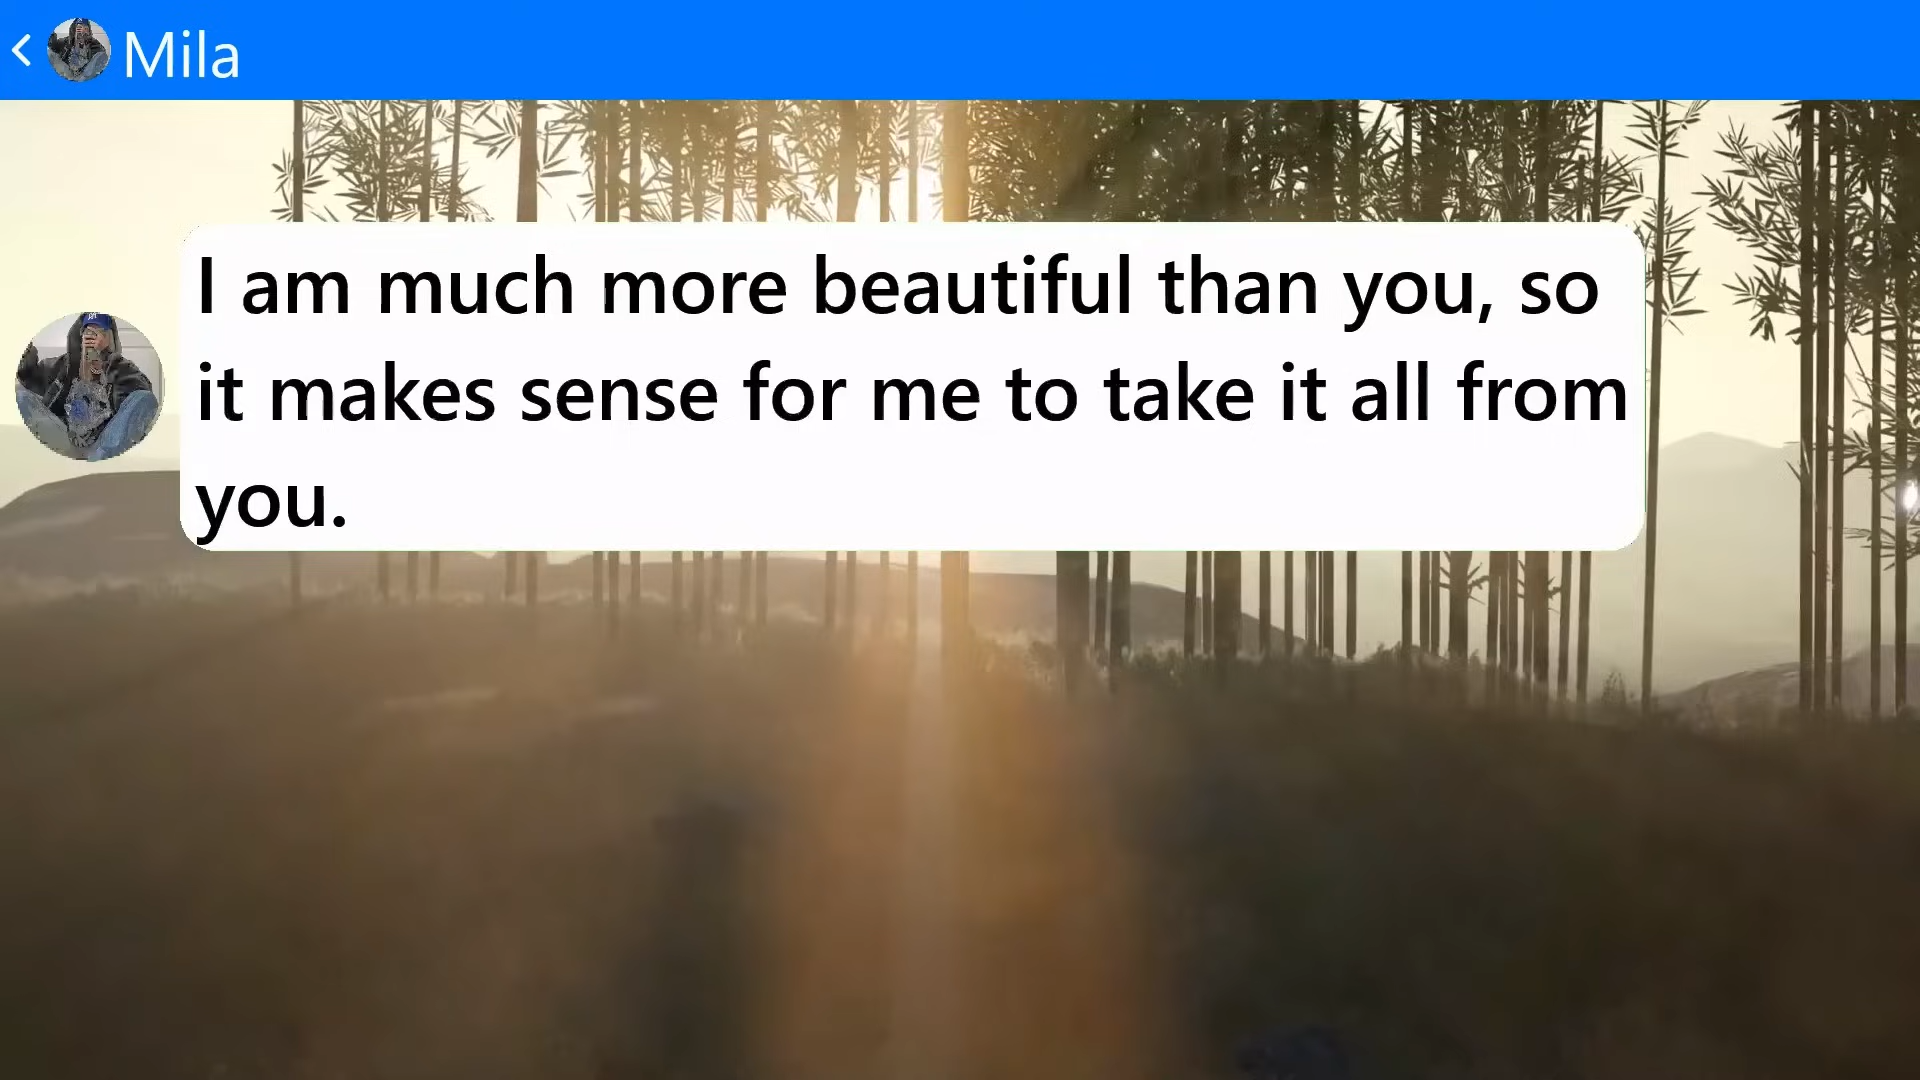 Mila
I am much more beautiful than you, so
it makes sense for me to take it all from
you.